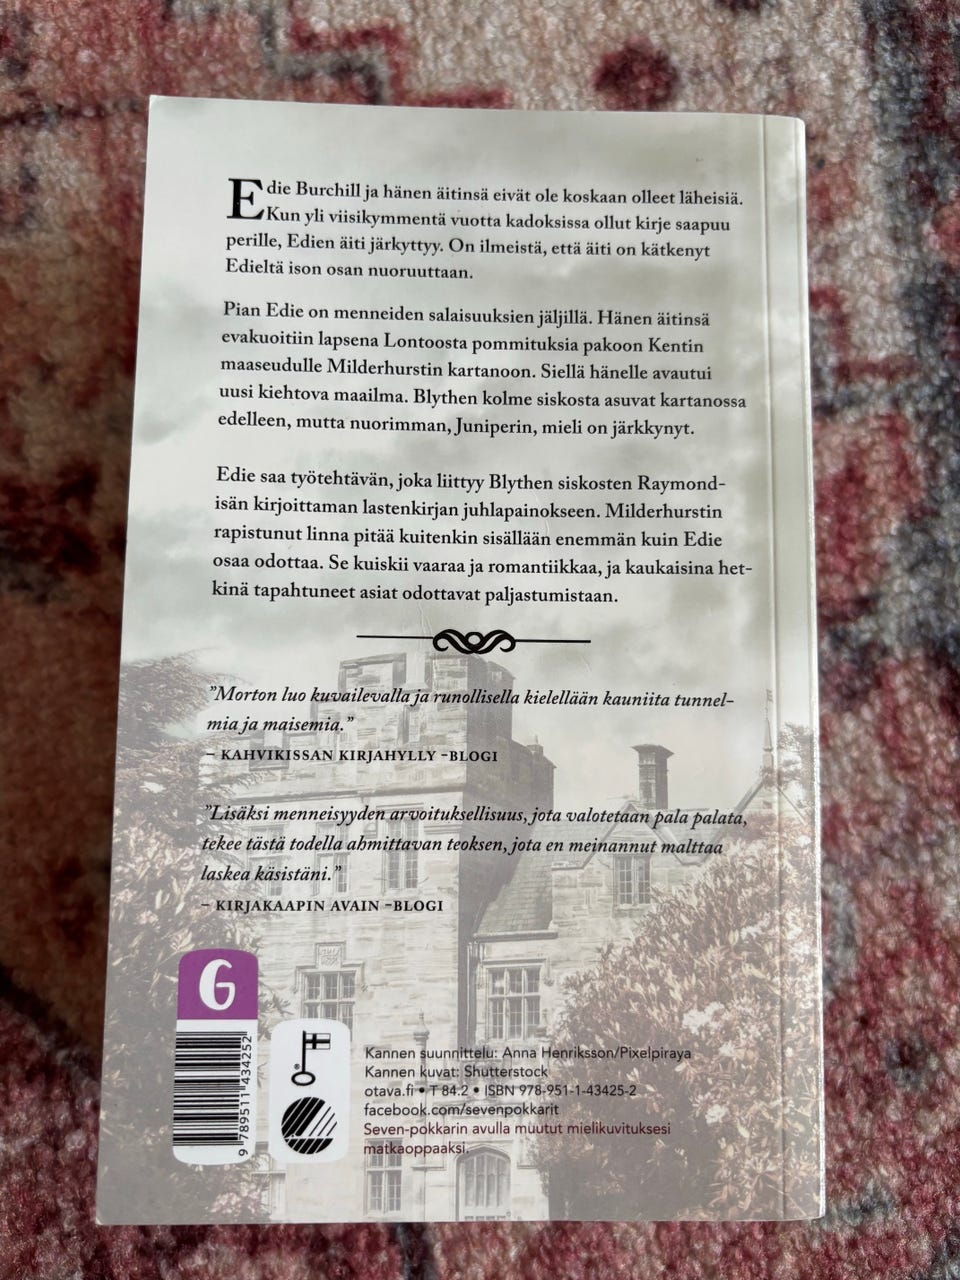 Edie Burchill ja hänen äitinsä eivät ole koskaan olleet läheisiä.
Kun yli viisikymmentä vuotta kadoksissa ollut kirje saapuu
perille, Edien äiti järkyttyy. On ilmeistä, että äiti on kätkenyt
Edieltä ison osan nuoruuttaan.
Pian Edie on menneiden salaisuuksien jäljillä. Hänen äitinsä
evakuoitiin lapsena Lontoosta pommituksia pakoon Kentin
maaseudulle Milderhurstin kartanoon. Siellä hänelle avautui
uusi kiehtova maailma. Blythen kolme siskosta asuvat kartanossa
edelleen, mutta nuorimman, Juniperin, mieli on järkkynyt.
Edie saa työtehtävän, joka liittyy Blythen siskosten Raymond-
isän kirjoittaman lastenkirjan juhlapainokseen. Milderhurstin
rapistunut linna pitää kuitenkin sisällään enemmän kuin Edie
osaa odottaa. Se kuiskii vaaraa ja romantiikkaa, ja kaukaisina het-
kinä tapahtuneet asiat odottavat paljastumistaan.
”Morton luo kuvailevalla ja runollisella kielellään kauniita tunnel-
mia ja maisemia.”
– KAHVIKISSAN KIRJAHYLLY -BLOGI
”Lisäksi menneisyyden arvoituksellisuus, jota valotetaan pala palata,
tekee tästä todella ahmittavan teoksen, jota en meinannut malttaa
laskea käsistäni.”
– KIRJAKAAPIN AVAIN -BLOGI
G
9 789511 434252
Kannen suunnittelu: Anna Henriksson/Pixelpiraya
Kannen kuvat: Shutterstock
otava.fi • T 84.2 • ISBN 978-951-1-43425-2
facebook.com/sevenpokkarit
Seven-pokkarin avulla muutut mielikuvituksesi
matkaoppaaksi.